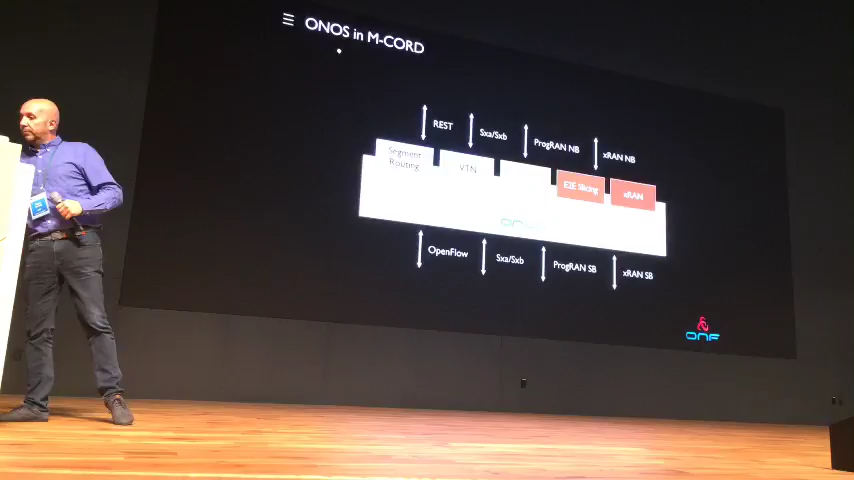 ONOS in M-CORD
REST
Sxa/Sxb
ProgRAN NB
xRAN NB
Segment
Routing
VTN
E2E Slicing
xRAN
OpenFlow
Sxa/Sxb
ProgRAN SB
xRAN SB
ONF